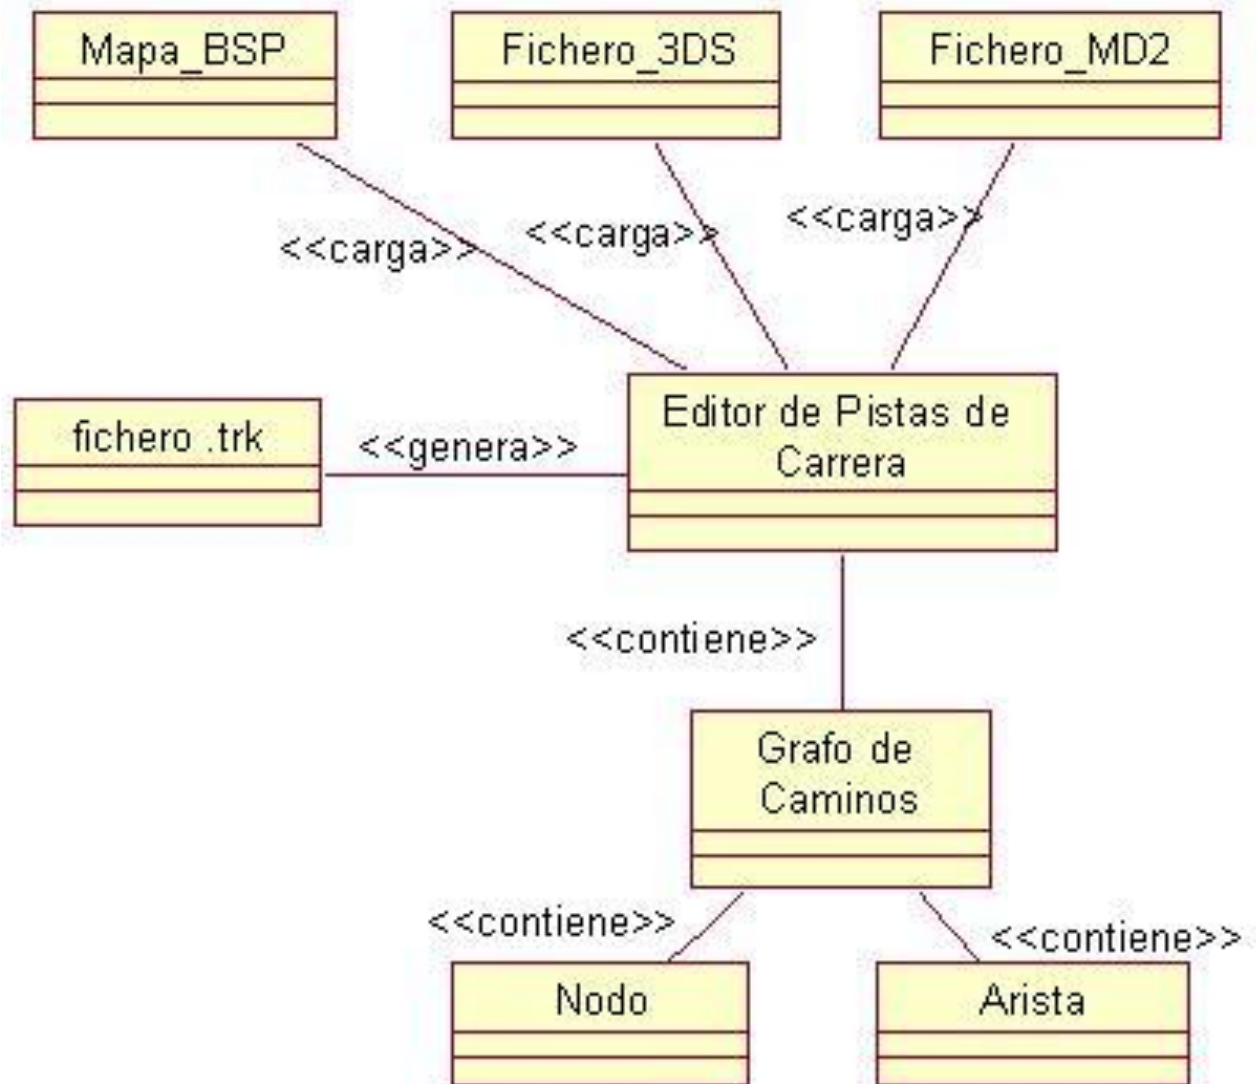 Mapa_BSP
Fichero_3DS
Fichero_MD2
<<carga>>
<<carga>>
<<carga>>
fichero .trk
<<genera>>
Editor de Pistas de
Carrera
<<contiene>>
Grafo de
Caminos
<<contiene>>
<<contiene>>
Nodo
Arista